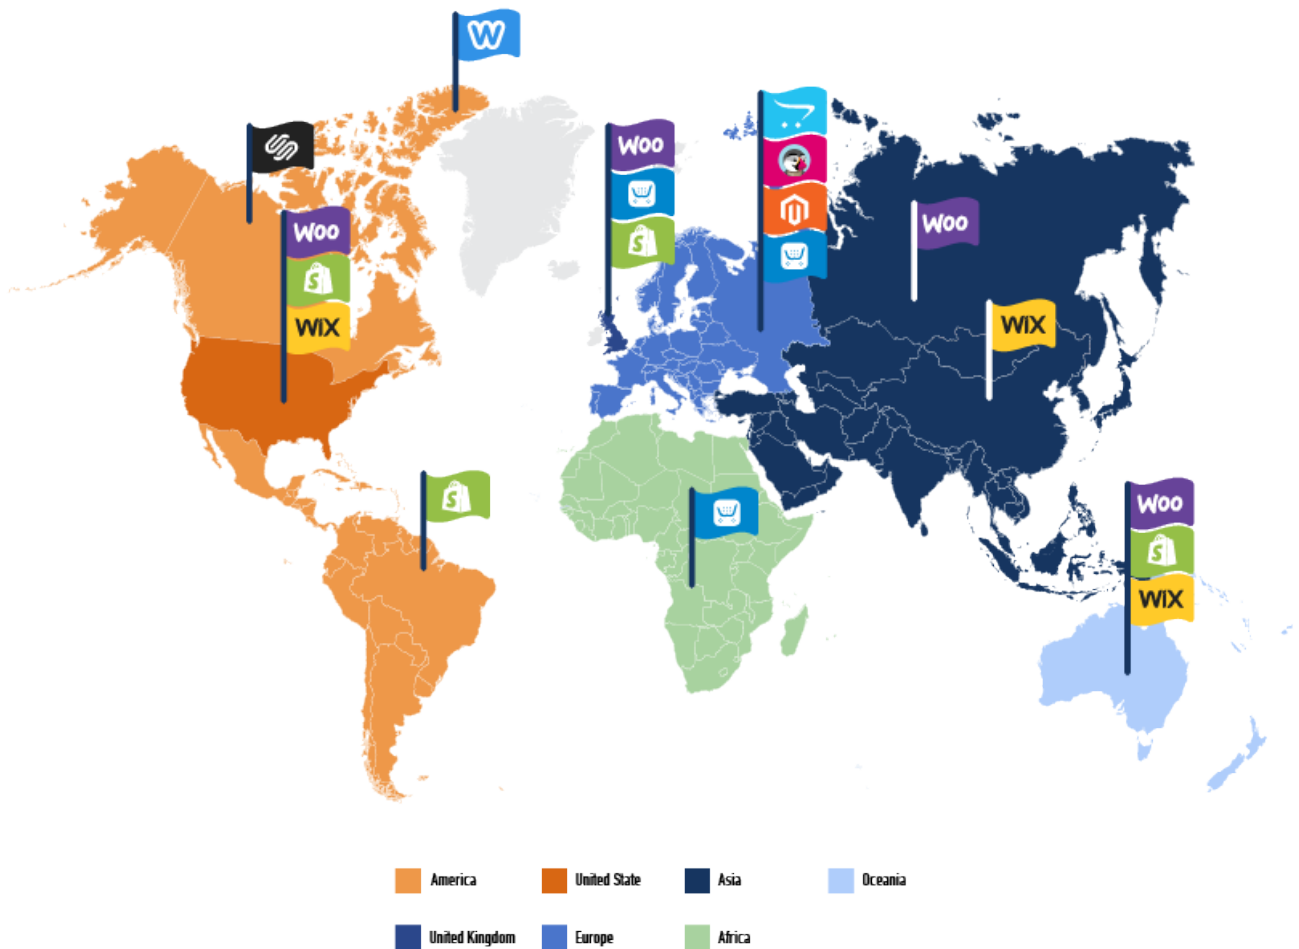 W
WOO
WOO
S
WIX
S
WOO
WIX
S
WOO
S
WIX
America
United State
Asia
Oceania
United Kingdom
Europe
Africa